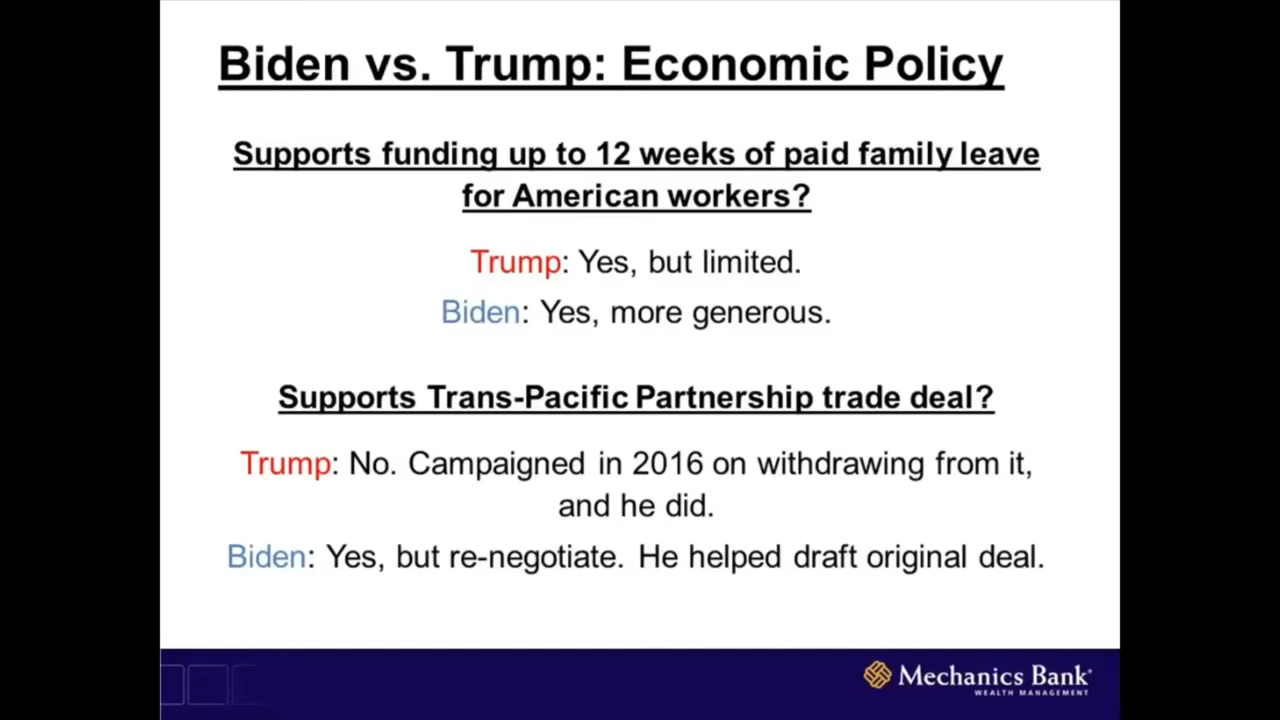 Biden vs. Trump: Economic Policy
Supports funding up to 12 weeks of paid family leave
for American workers?
Trump: Yes, but limited.
Biden: Yes, more generous.
Supports Trans-Pacific Partnership trade deal?
Trump: No. Campaigned in 2016 on withdrawing from it,
and he did.
Biden: Yes, but re-negotiate. He helped draft original deal.
Mechanics Bank
WEALTH MANAGEMENT